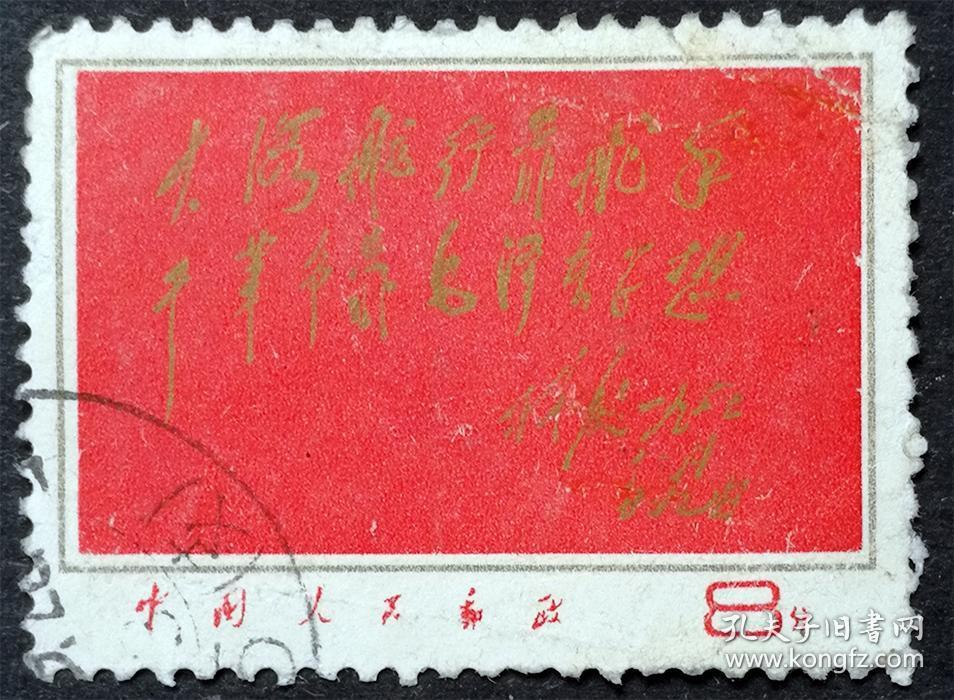 大海航行靠舵手
干革命靠毛泽东思想
林彪
中国人民邮政
8分
孔夫子旧书网
www.kongfz.com